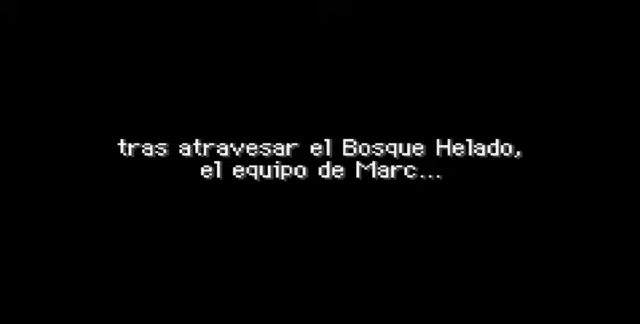 tras atravesar el Bosque Helado,
el equipo de Marc...